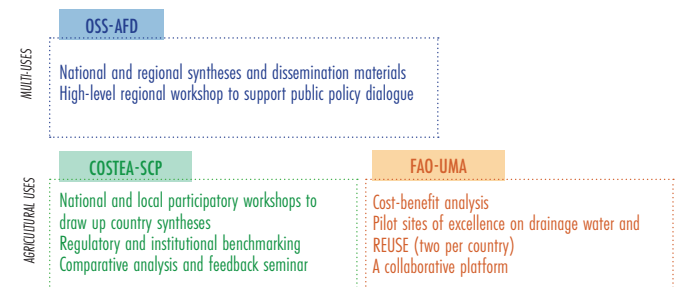 OSS-AFD
MULTI-USES
National and regional syntheses and dissemination materials
High-level regional workshop to support public policy dialogue
COSTEA-SCP
FAO-UMA
AGRICULTURAL USES
National and local participatory workshops to
draw up country syntheses
Regulatory and institutional benchmarking
Comparative analysis and feedback seminar
Cost-benefit analysis
Pilot sites of excellence on drainage water and
REUSE (two per country)
A collaborative platform